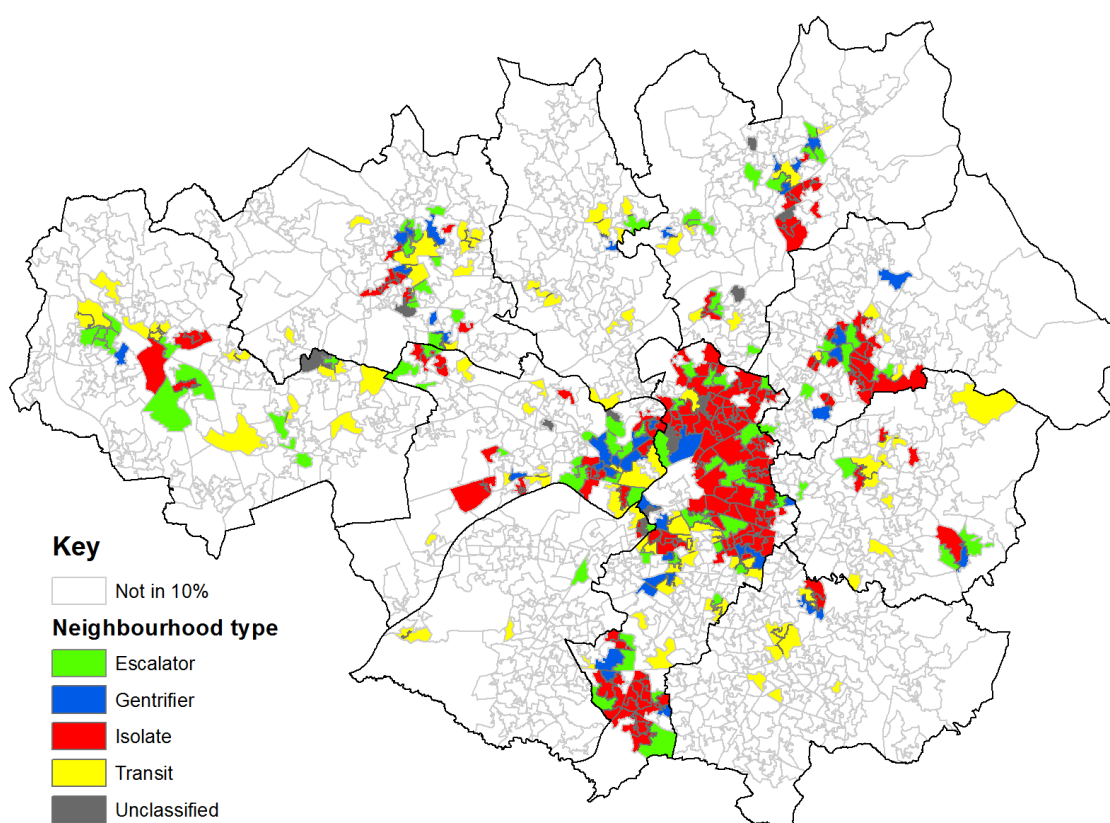 Key
Not in 10%
Neighbourhood type
Escalator
Gentrifier
Isolate
Transit
Unclassified